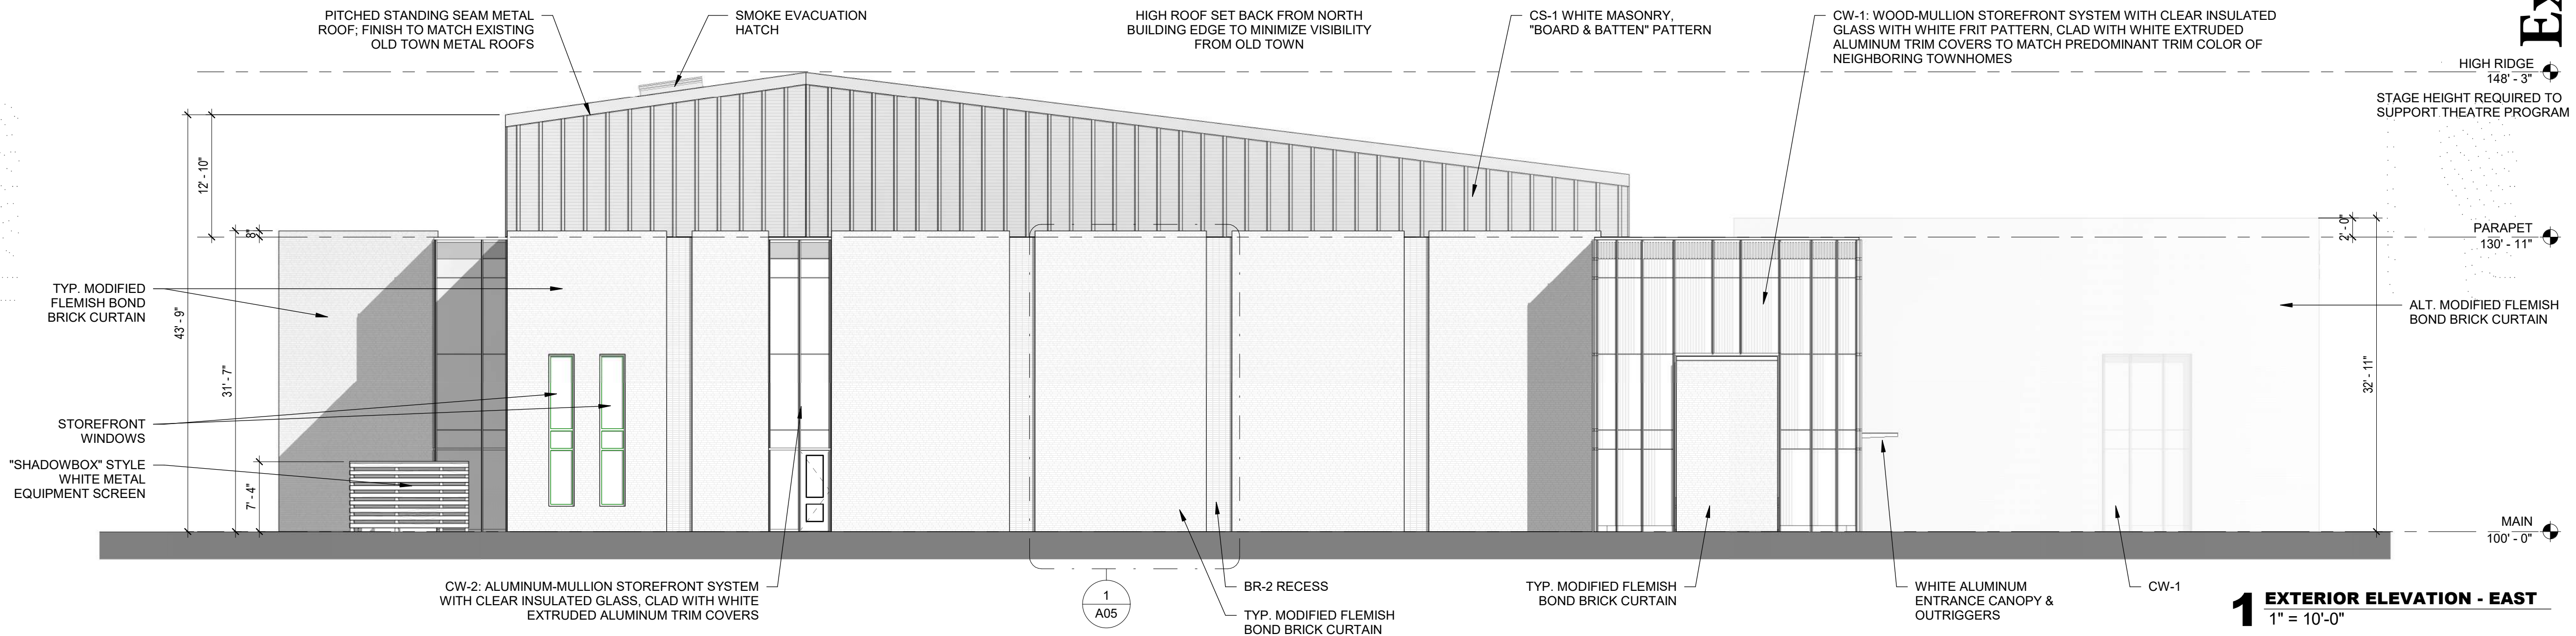 PITCHED STANDING SEAM METAL
ROOF; FINISH TO MATCH EXISTING
OLD TOWN METAL ROOFS
SMOKE EVACUATION
HATCH
HIGH ROOF SET BACK FROM NORTH
BUILDING EDGE TO MINIMIZE VISIBILITY
FROM OLD TOWN
CS-1 WHITE MASONRY,
"BOARD & BATTEN" PATTERN
CW-1: WOOD-MULLION STOREFRONT SYSTEM WITH CLEAR INSULATED
GLASS WITH WHITE FRIT PATTERN, CLAD WITH WHITE EXTRUDED
ALUMINUM TRIM COVERS TO MATCH PREDOMINANT TRIM COLOR OF
NEIGHBORING TOWNHOMES
Ex
HIGH RIDGE
148' - 3"
STAGE HEIGHT REQUIRED TO
SUPPORT THEATRE PROGRAM
12' - 10"
8"
2' - 0"
PARAPET
130' - 11"
TYP. MODIFIED
FLEMISH BOND
BRICK CURTAIN
43' - 9"
31' - 7"
32' - 11"
ALT. MODIFIED FLEMISH
BOND BRICK CURTAIN
STOREFRONT
WINDOWS
"SHADOWBOX" STYLE
WHITE METAL
EQUIPMENT SCREEN
7' - 4"
MAIN
100' - 0"
CW-2: ALUMINUM-MULLION STOREFRONT SYSTEM
WITH CLEAR INSULATED GLASS, CLAD WITH WHITE
EXTRUDED ALUMINUM TRIM COVERS
1
A05
BR-2 RECESS
TYP. MODIFIED FLEMISH
BOND BRICK CURTAIN
TYP. MODIFIED FLEMISH
BOND BRICK CURTAIN
WHITE ALUMINUM
ENTRANCE CANOPY &
OUTRIGGERS
CW-1
1 EXTERIOR ELEVATION - EAST
1" = 10'-0"